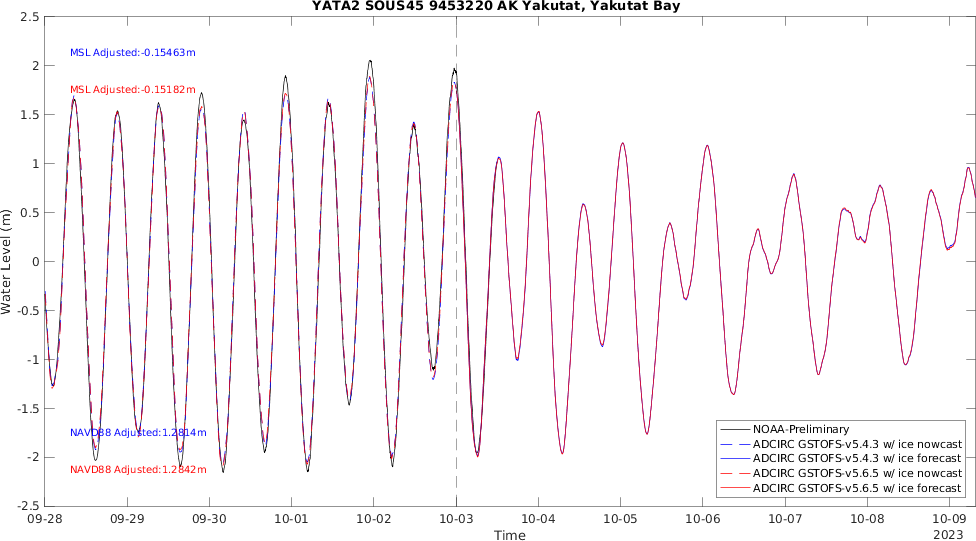 YATA2 SOUS45 9453220 AK Yakutat, Yakutat Bay
2.5
2
1.5
1
0.5
0
-0.5
-1
-1.5
-2
-2.5
Water Level (m)
MSL Adjusted:-0.15463m
MSL Adjusted:-0.15182m
NAVD88 Adjusted:1.2814m
NAVD88 Adjusted:1.2842m
NOAA-Preliminary
ADCIRC GSTOFS-v5.4.3 w/ ice nowcast
ADCIRC GSTOFS-v5.4.3 w/ ice forecast
ADCIRC GSTOFS-v5.6.5 w/ ice nowcast
ADCIRC GSTOFS-v5.6.5 w/ ice forecast
09-28 09-29 09-30 10-01 10-02 10-03 10-04 10-05 10-06 10-07 10-08 10-09
Time
2023